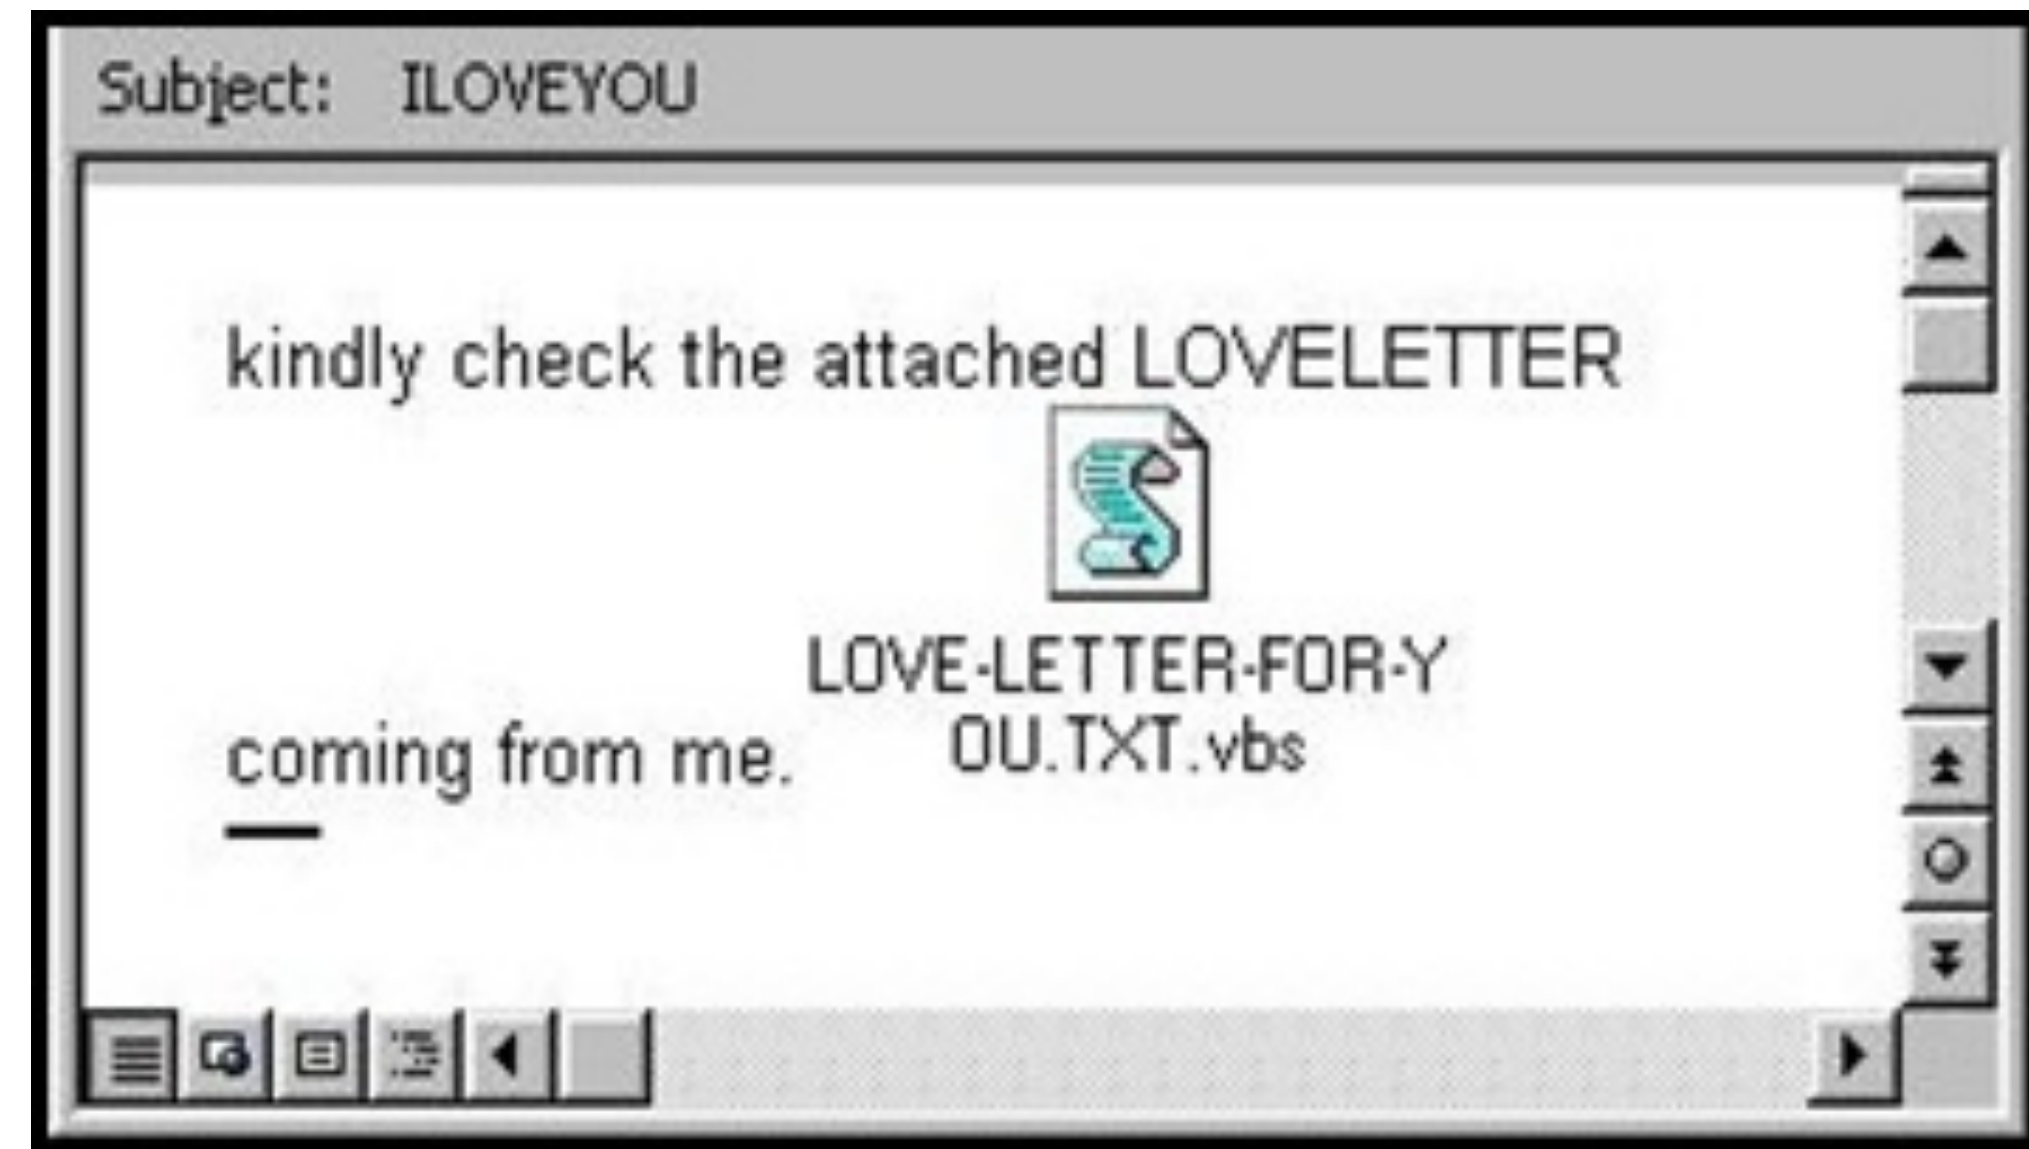 Subject: ILOVEYOU
kindly check the attached LOVELETTER
LOVE-LETTER-FOR-Y
OU.TXT.vbs
coming from me.